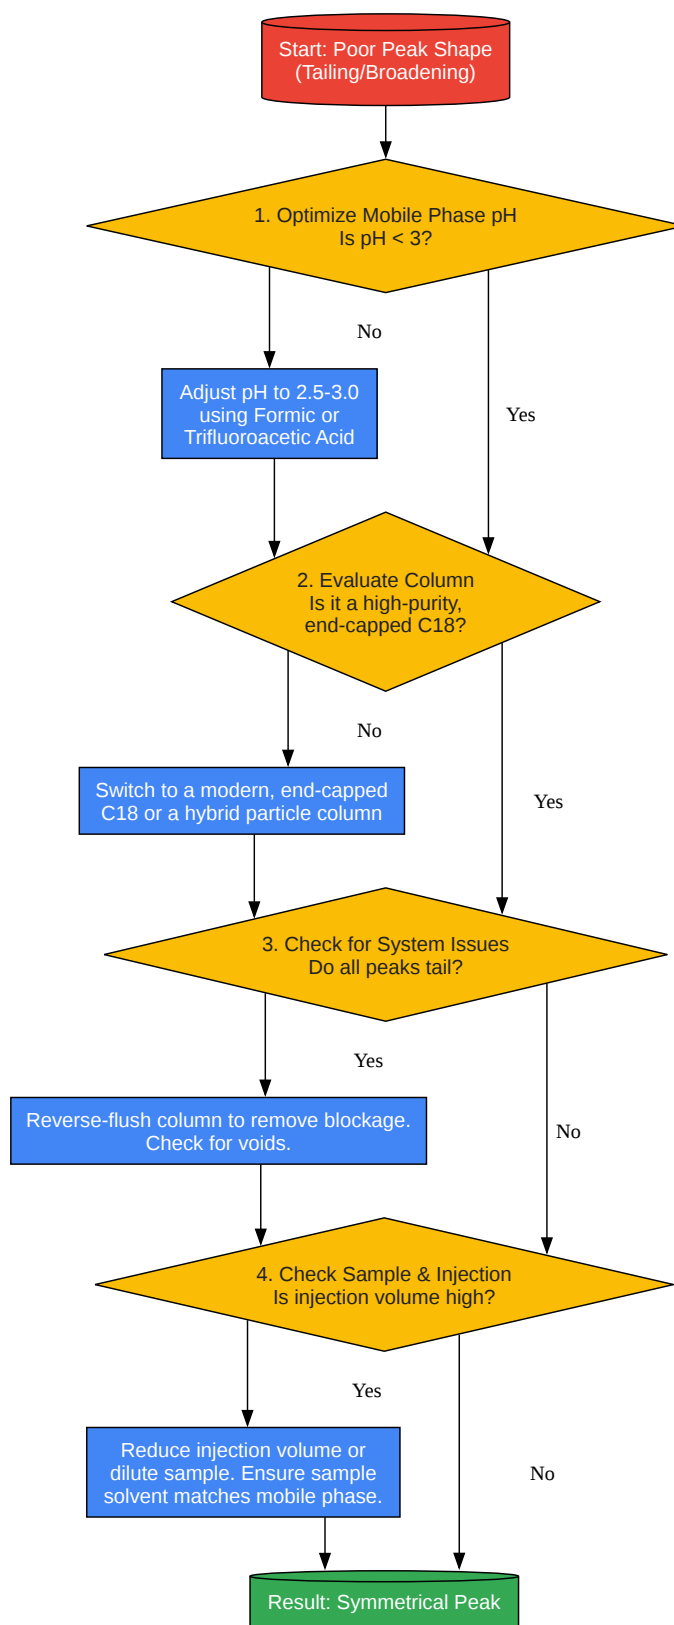 Start: Poor Peak Shape
(Tailing/Broadening)
1. Optimize Mobile Phase pH
Is pH < 3?
No
Adjust pH to 2.5-3.0
using Formic or
Trifluoroacetic Acid
Yes
2. Evaluate Column
Is it a high-purity,
end-capped C18?
No
Switch to a modern, end-capped
C18 or a hybrid particle column
Yes
3. Check for System Issues
Do all peaks tail?
Yes
Reverse-flush column to remove blockage.
Check for voids.
No
4. Check Sample & Injection
Is injection volume high?
Yes
Reduce injection volume or
dilute sample. Ensure sample
solvent matches mobile phase.
No
Result: Symmetrical Peak